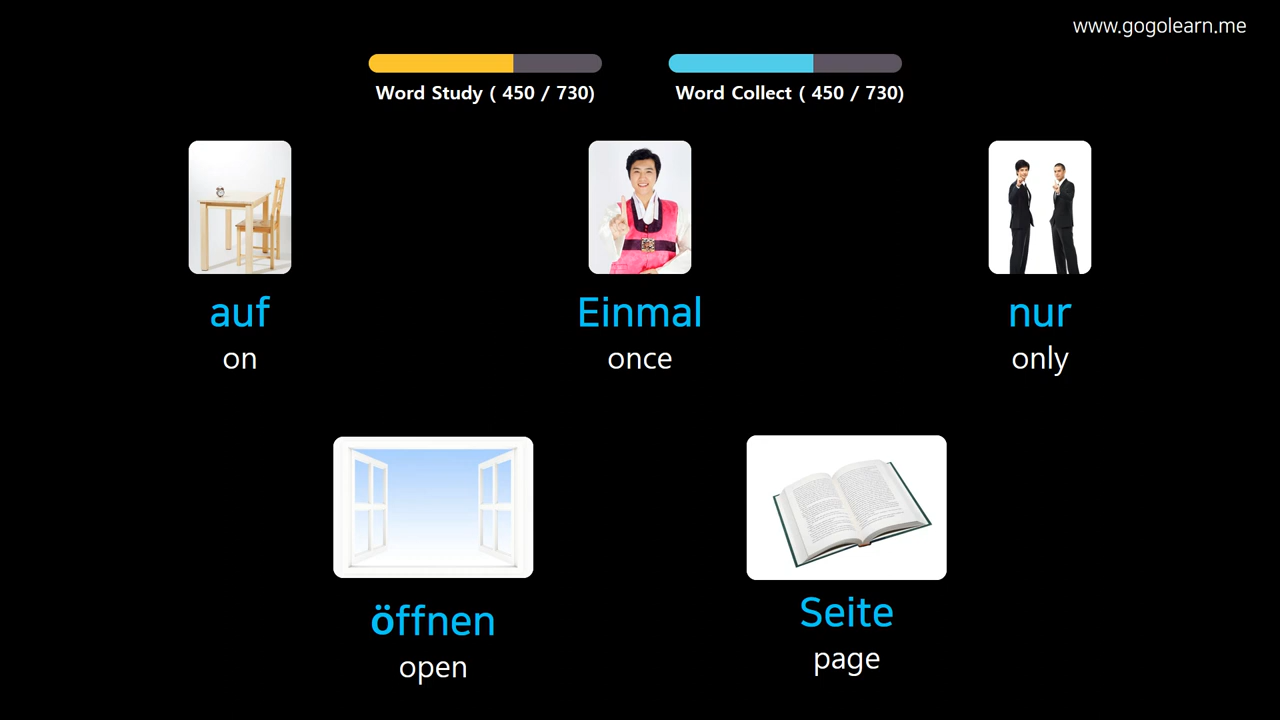 www.gogolearn.me
Word Study ( 450 / 730)
Word Collect ( 450 / 730)
auf
on
Einmal
once
nur
only
öffnen
open
Seite
page